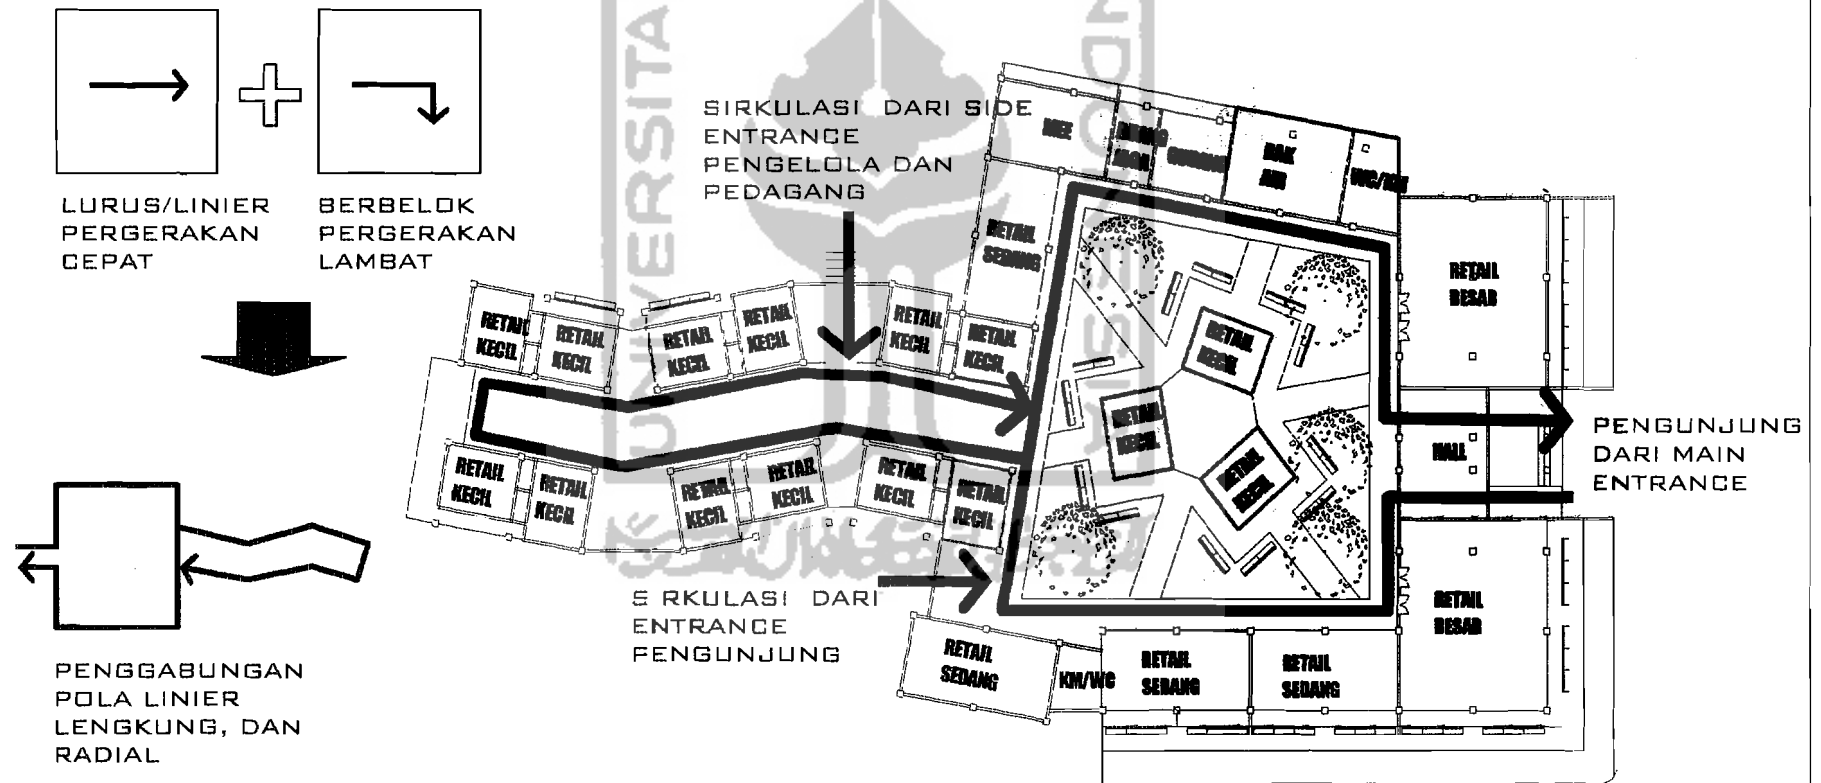 LURUS/LINIER
PERGERAKAN
CEPAT
BERBELOK
PERGERAKAN
LAMBAT
PENGGABUNGAN
POLA LINIER
LENGKUNG, DAN
RADIAL
SIRKULASI DARI SIDE
ENTRANCE
PENGELOLA DAN
PEDAGANG
UNIVERSITA
MEE
BAK
AIR
WC/KM
RETAIL
SEDANG
RETAIL
BESAR
RETAIL
KECIL
RETAIL
KECIL
RETAIL
KECIL
RETAIL
KECIL
RETAIL
KECIL
RETAIL
KECIL
RETAIL
KECIL
RETAIL
KECIL
RETAIL
KECIL
HALL
PENGUNJUNG
DARI MAIN
ENTRANCE
RETAIL
KECIL
RETAIL
KECIL
RETAIL
KECIL
RETAIL
KECIL
RETAIL
KECIL
RETAIL
KECIL
S RKULASI DARI
ENTRANCE
FENGUNJUNG
RETAIL
BESAR
RETAIL
SEDANG
KM/WC
RETAIL
SEDANG
RETAIL
SEDANG